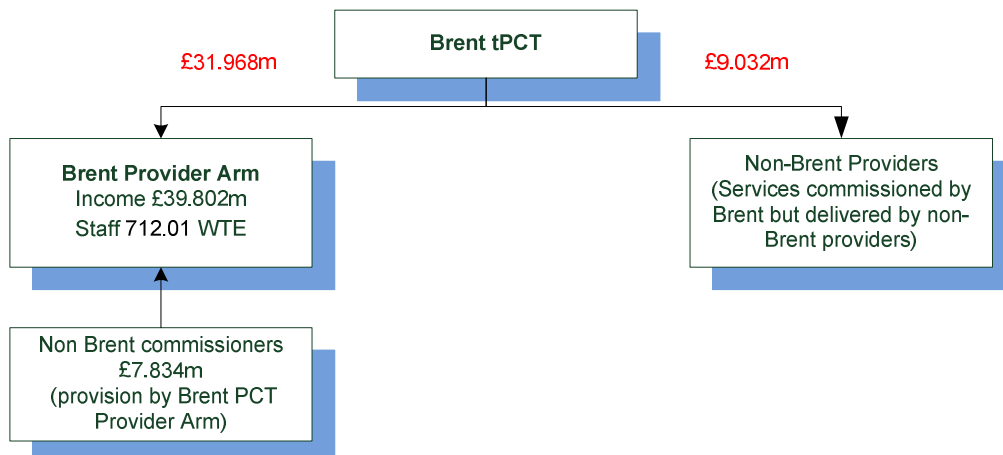 Brent tPCT
£31.968m
£9.032m
Brent Provider Arm
Income £39.802m
Staff 712.01 WTE
Non-Brent Providers
(Services commissioned by
Brent but delivered by non-
Brent providers)
Non Brent commissioners
£7.834m
(provision by Brent PCT
Provider Arm)